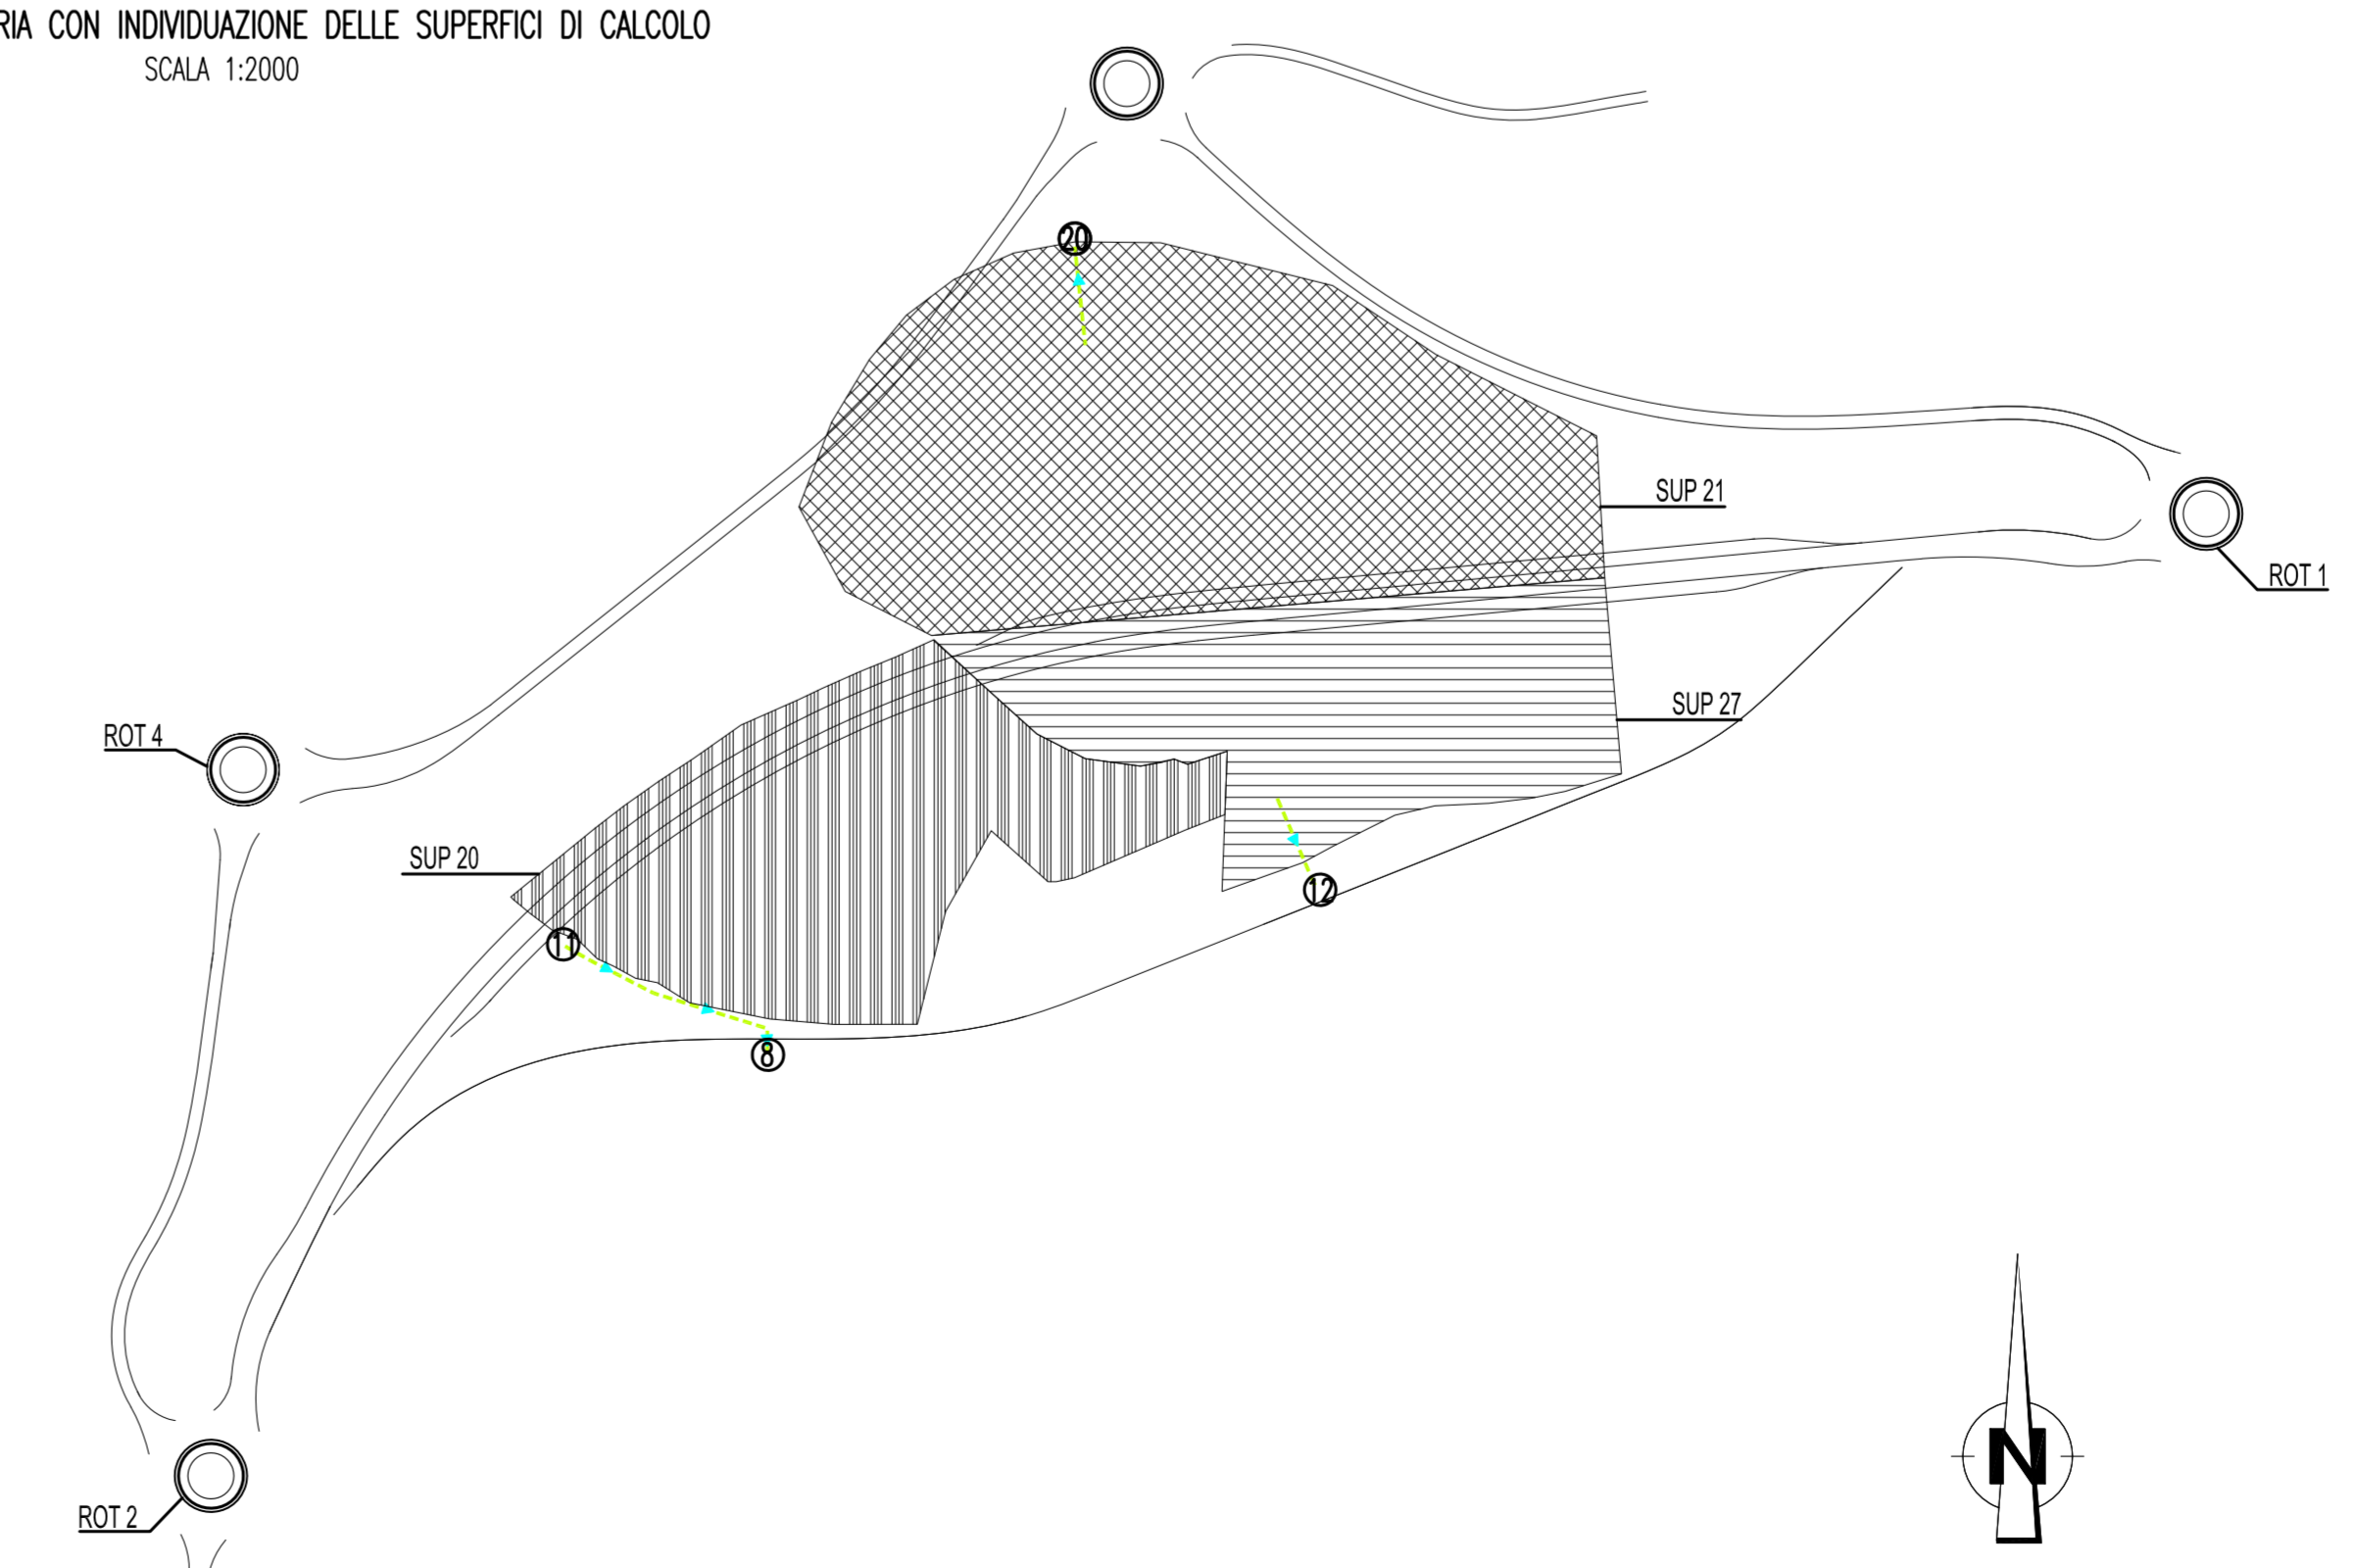 RIA CON INDIVIDUAZIONE DELLE SUPERFICI DI CALCOLO
SCALA 1:2000
20
SUP 21
ROT 1
SUP 27
ROT 4
SUP 20
12
11
8
N
ROT 2